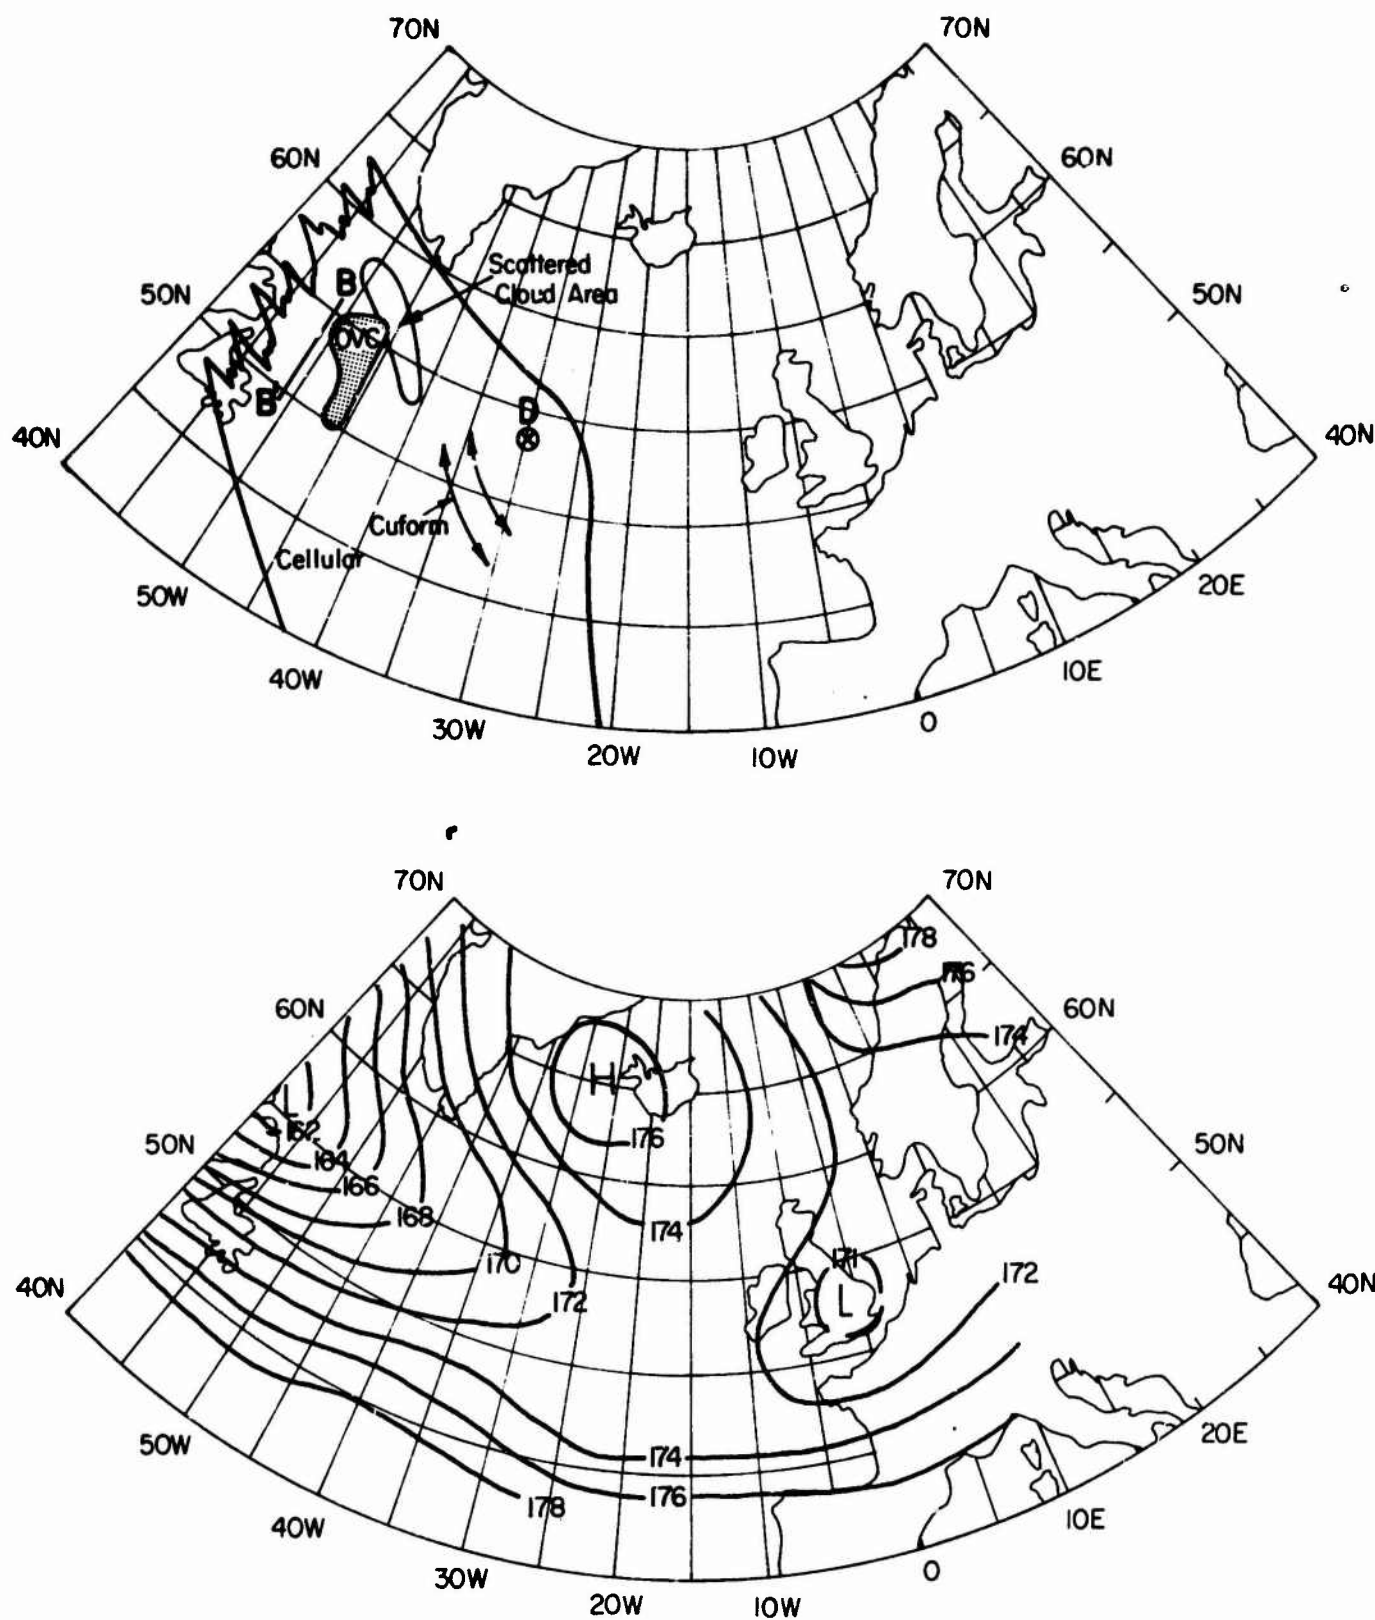 70N
70N
60N
60N
Scattered
Cloud Area
B
50N
50N
OVC
B'
D
40N
40N
Cuform
Cellular
50W
20E
40W
10E
30W
0
20W
10W
70N
70N
178
176
60N
60N
174
H
L
162
176
50N
50N
164
166
168
174
170
171
172
40N
40N
172
L
50W
174
20E
176
178
40W
10E
30W
0
20W
10W